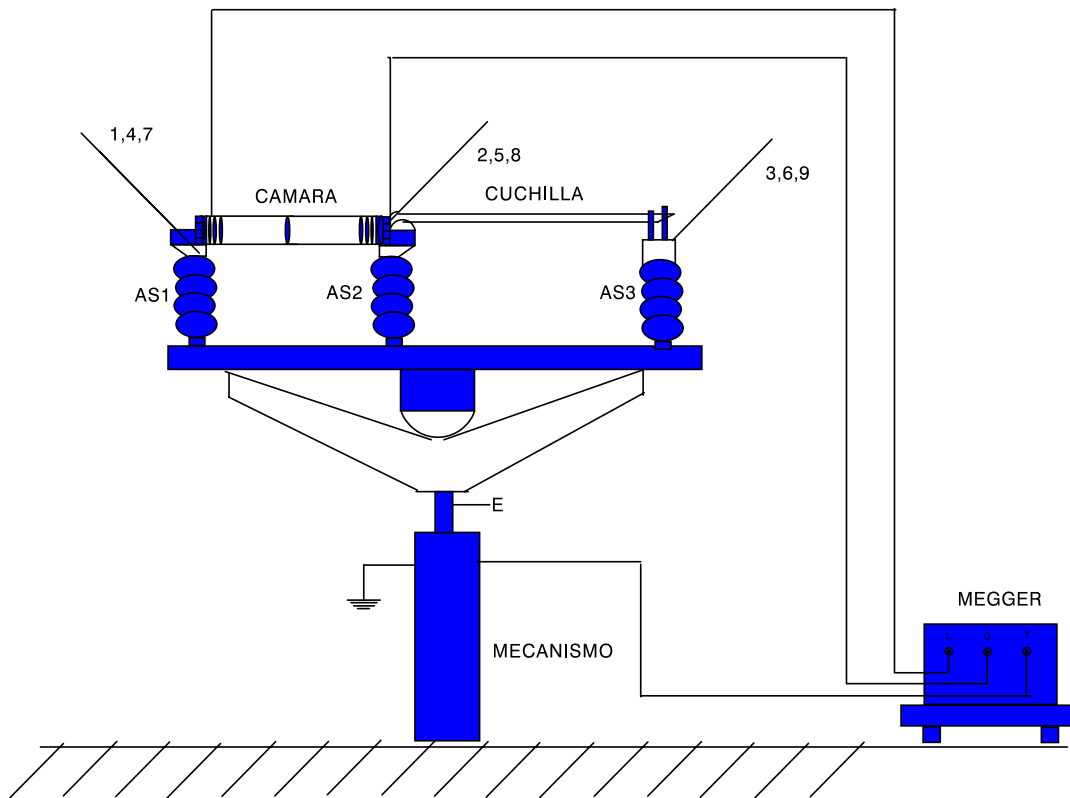 1,4,7
2,5,8
3,6,9
CAMARA
CUCHILLA
AS1
AS2
AS3
E
MEGGER
L G T
MECANISMO